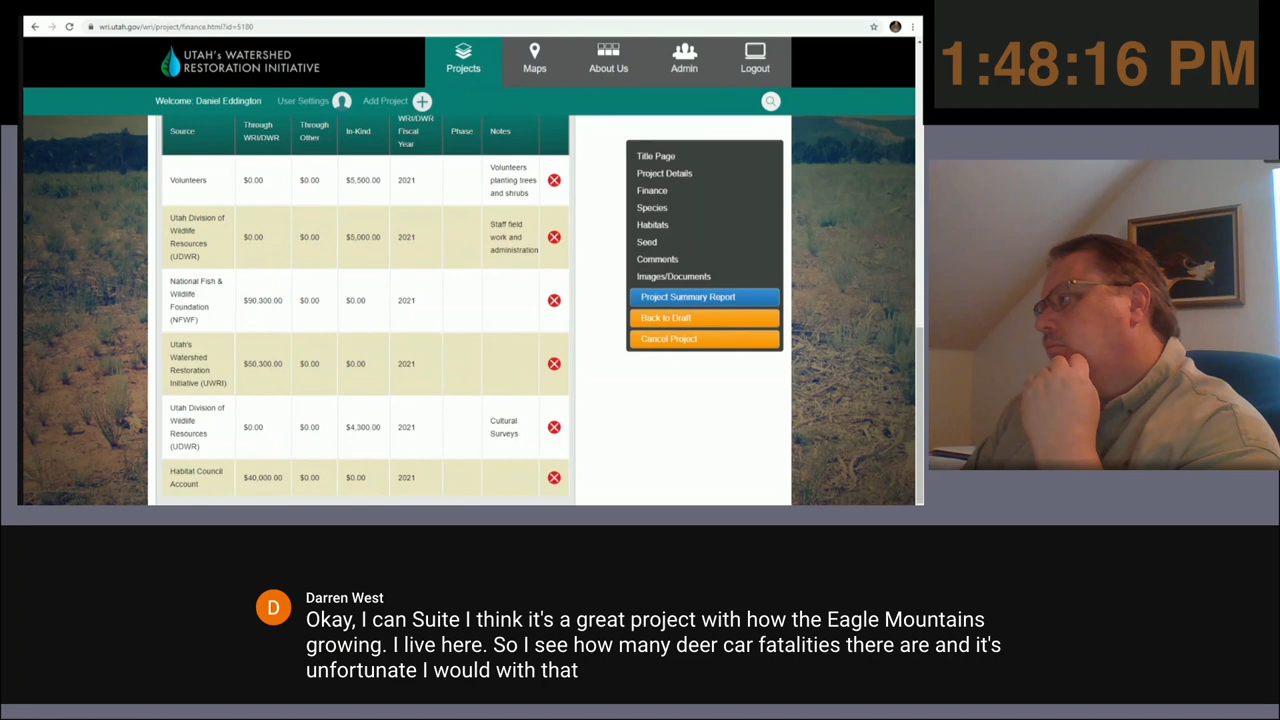 wri.utah.gov/wri/project/finance.html?id=5180
1:48:16 PM
UTAH's WATERSHED
RESTORATION INITIATIVE
Projects
Maps
About Us
Admin
Logout
Welcome: Daniel Eddington
User Settings
Add Project
Source
Through
WRI/DWR
Through
Other
In-Kind
WRI/DWR
Fiscal
Year
Phase
Notes
Volunteers
$0.00
$0.00
$5,500.00
2021
Volunteers
planting trees
and shrubs
Utah Division of
Wildlife
Resources
(UDWR)
$0.00
$0.00
$5,000.00
2021
Staff field
work and
administration
National Fish &
Wildlife
Foundation
(NFWF)
$90,300.00
$0.00
$0.00
2021
Utah's
Watershed
Restoration
Initiative (UWRI)
$50,300.00
$0.00
$0.00
2021
Utah Division of
Wildlife
Resources
(UDWR)
$0.00
$0.00
$4,300.00
2021
Cultural
Surveys
Habitat Council
Account
$40,000.00
$0.00
$0.00
2021
Title Page
Project Details
Finance
Species
Habitats
Seed
Comments
Images/Documents
Project Summary Report
Back to Draft
Cancel Project
D
Darren West
Okay, I can Suite I think it's a great project with how the Eagle Mountains
growing. I live here. So I see how many deer car fatalities there are and it's
unfortunate I would with that